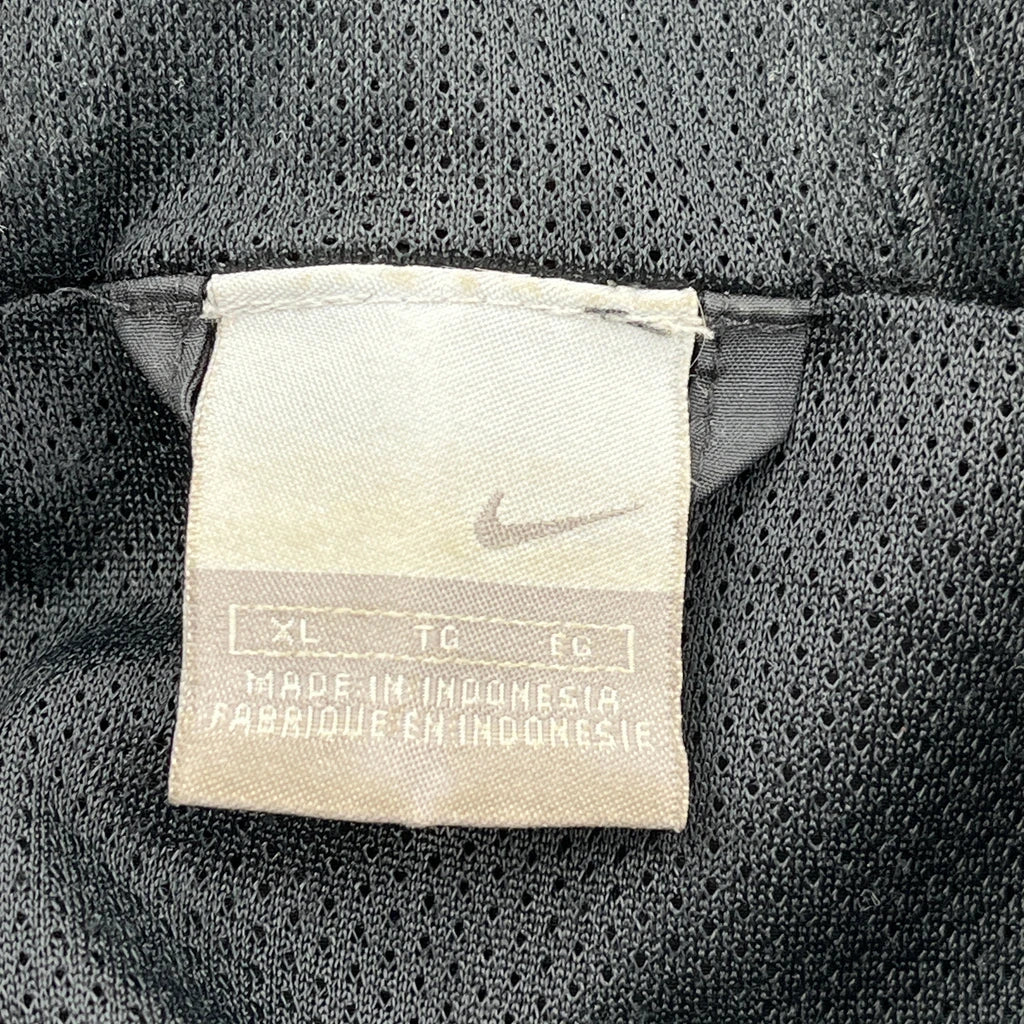 XL TG EG
MADE IN INDONESIA
FABRIQUE EN INDONESIE